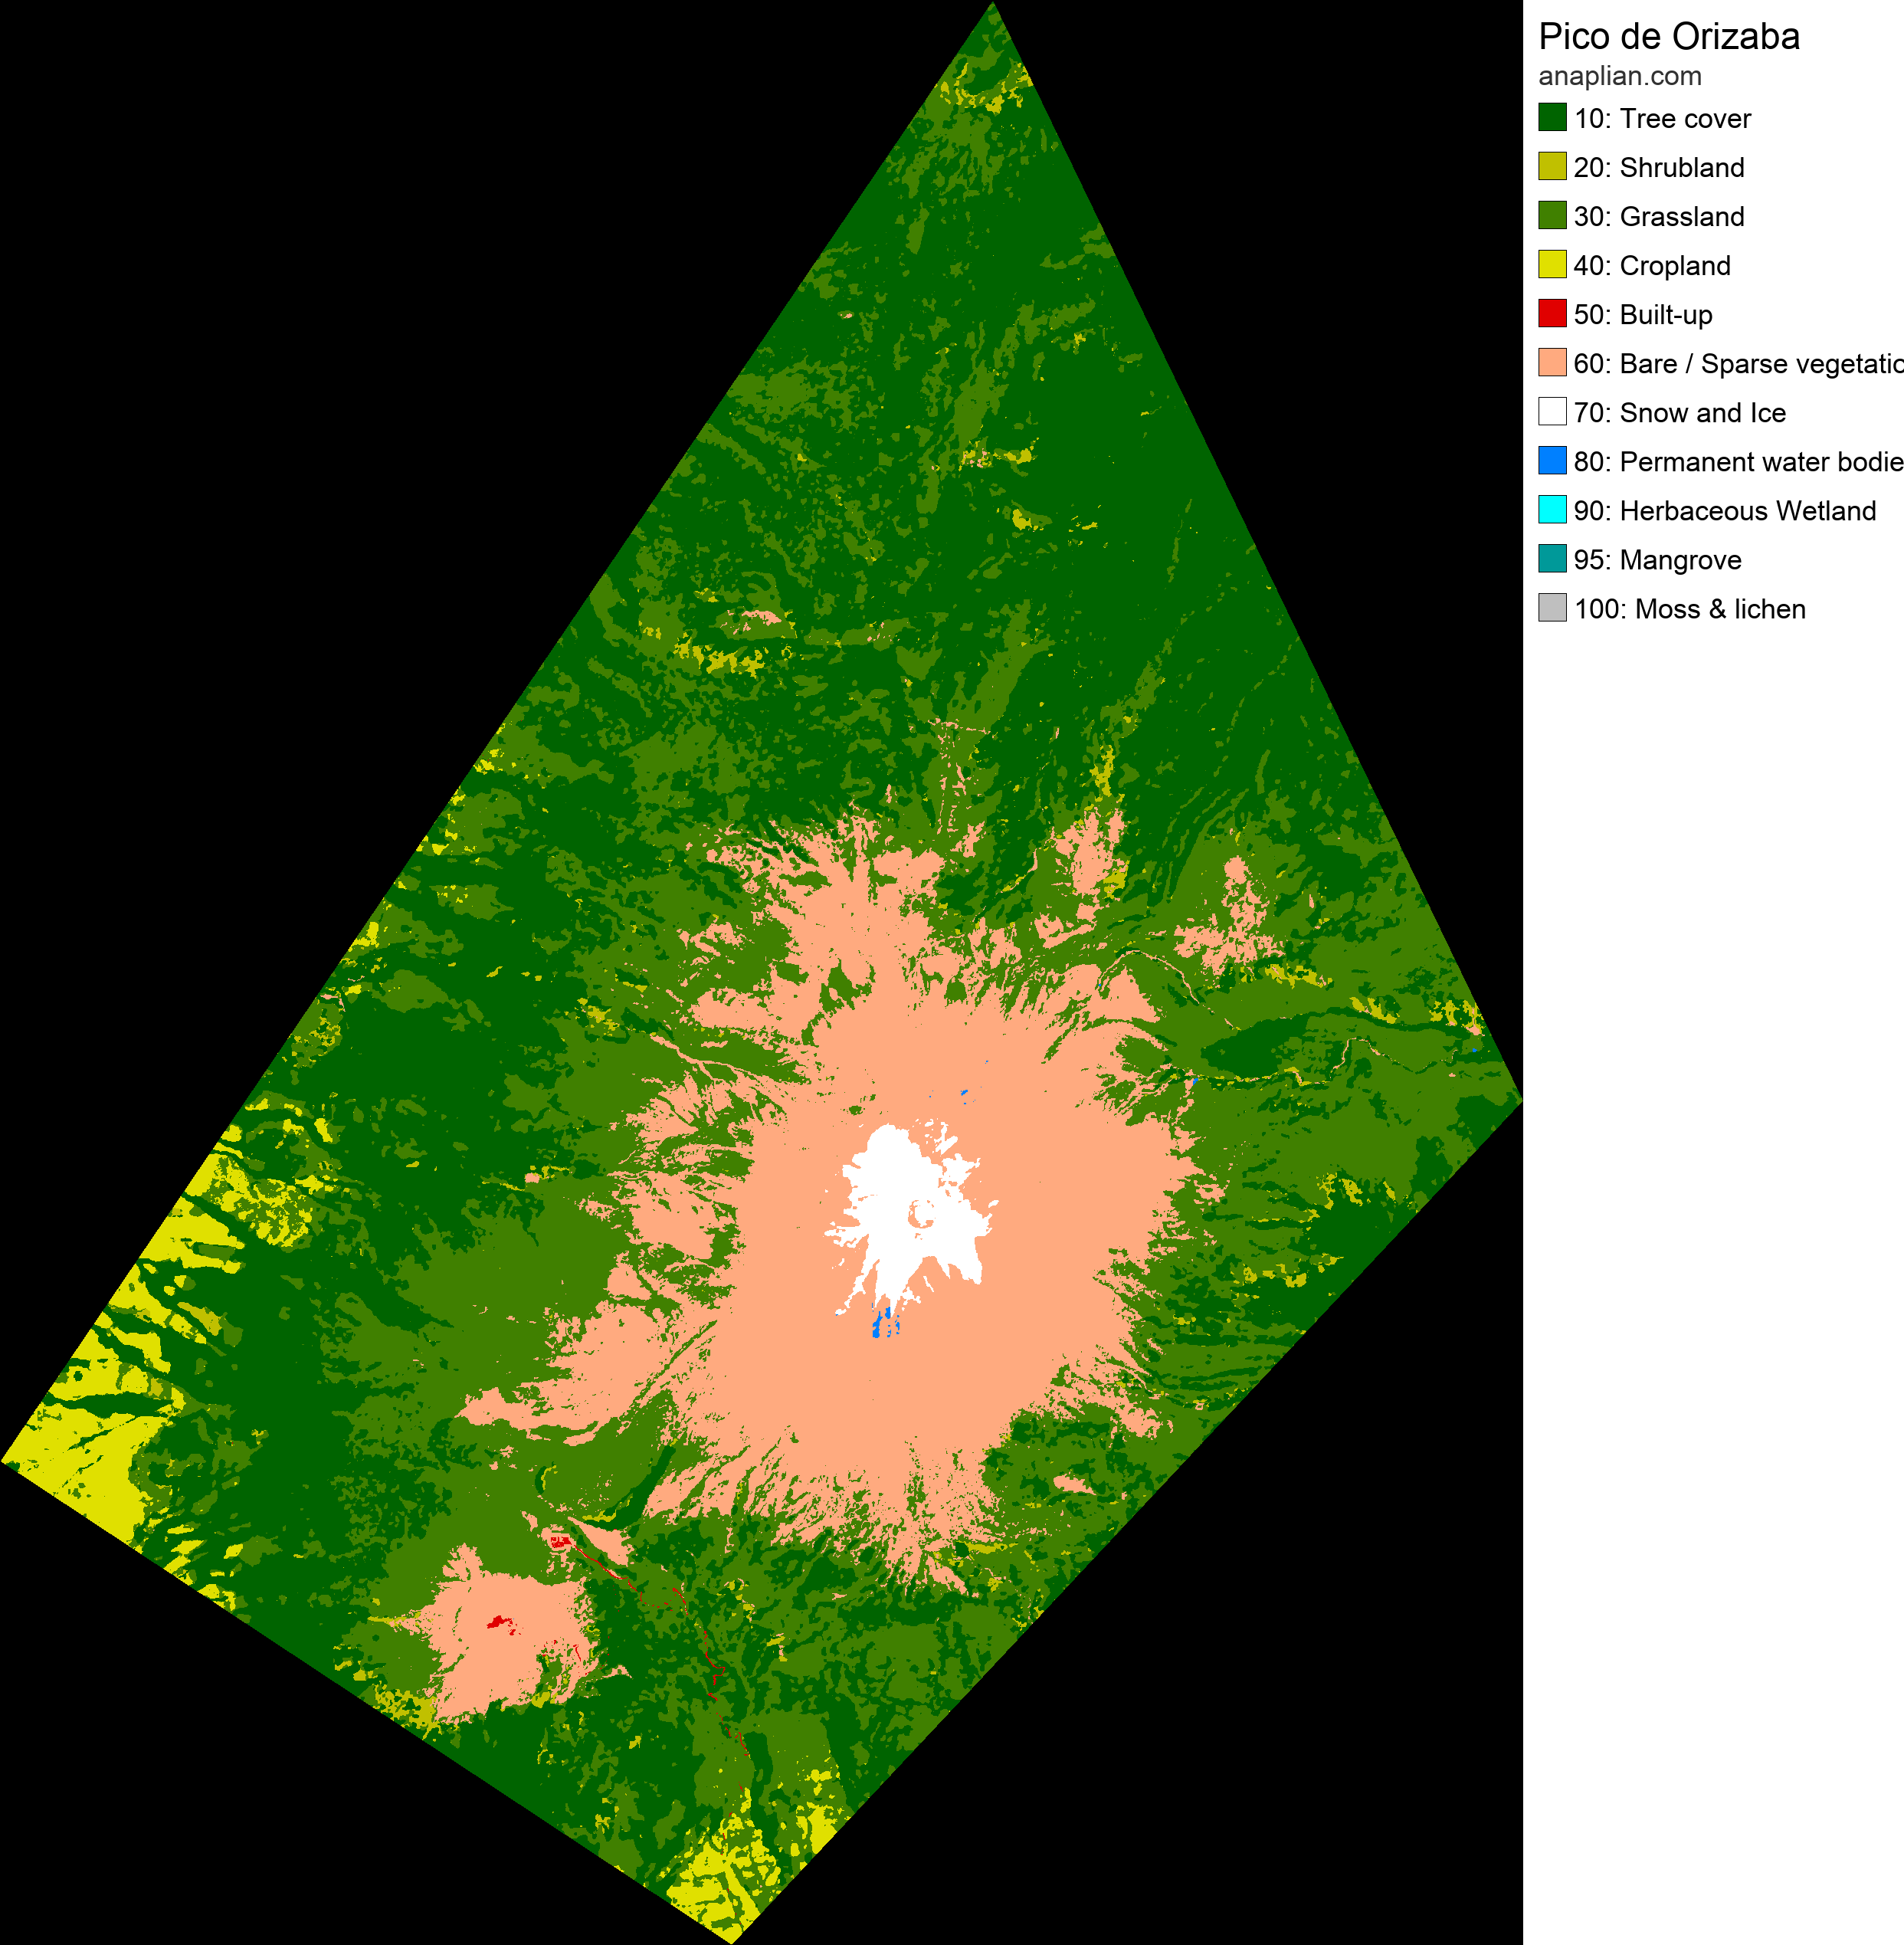 Pico de Orizaba
anaplian.com
10: Tree cover
20: Shrubland
30: Grassland
40: Cropland
50: Built-up
60: Bare / Sparse vegetatio
70: Snow and Ice
80: Permanent water bodie
90: Herbaceous Wetland
95: Mangrove
100: Moss & lichen